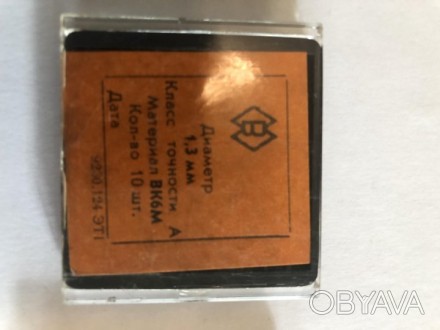 В
Диаметр
1,3 мм
Класс точности А
Материал ВК6М
Кол-во 10 шт.
Дата
OBYAVA